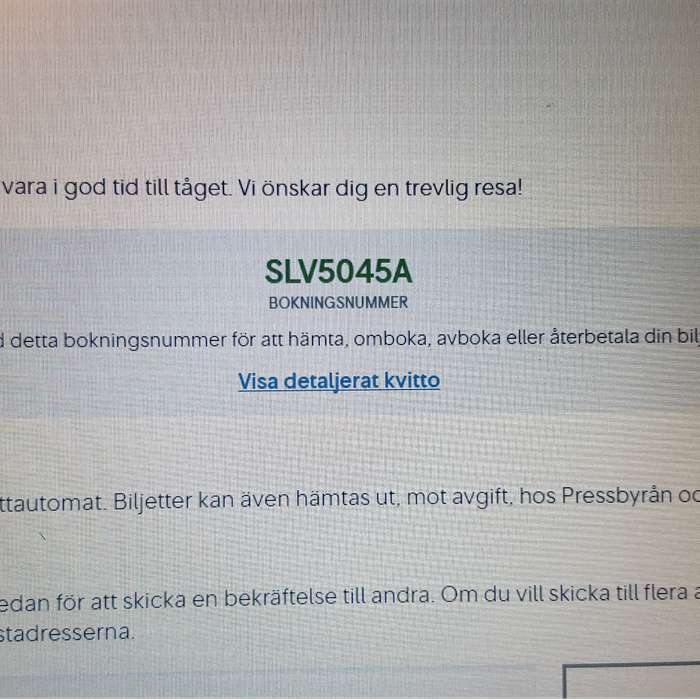 vara i god tid till tåget. Vi önskar dig en trevlig resa!
SLV5045A
BOKNINGSNUMMER
detta bokningsnummer för att hämta, omboka, avboka eller återbetala din
Visa detaljerat kvitto
ttautomat. Biljetter kan även hämtas ut, mot avgift, hos Pressbyrån
edan för att skicka en bekräftelse till andra. Om du vill skicka till flera
stadresserna.